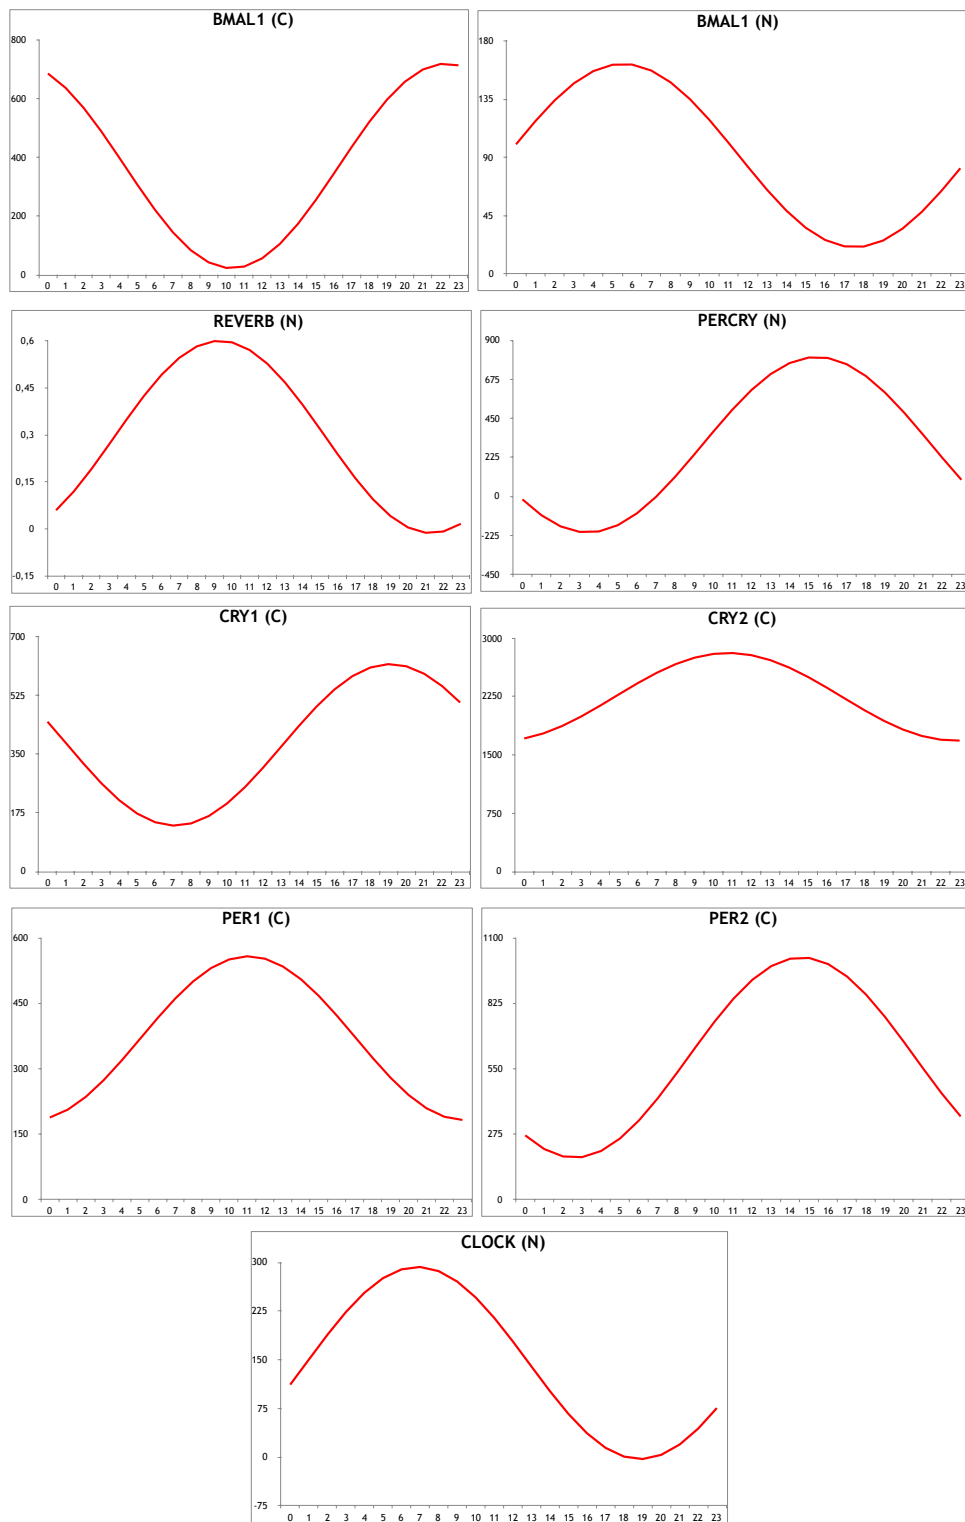 BMAL1 (C)
800
600
400
200
0
0 1 2 3 4 5 6 7 8 9 10 11 12 13 14 15 16 17 18 19 20 21 22 23
BMAL1 (N)
180
135
90
45
0
0 1 2 3 4 5 6 7 8 9 10 11 12 13 14 15 16 17 18 19 20 21 22 23
REVERB (N)
0,6
0,45
0,3
0,15
0
-0,15
0 1 2 3 4 5 6 7 8 9 10 11 12 13 14 15 16 17 18 19 20 21 22 23
PERCRY (N)
900
675
450
225
0
-225
-450
0 1 2 3 4 5 6 7 8 9 10 11 12 13 14 15 16 17 18 19 20 21 22 23
CRY1 (C)
700
525
350
175
0
0 1 2 3 4 5 6 7 8 9 10 11 12 13 14 15 16 17 18 19 20 21 22 23
CRY2 (C)
3000
2250
1500
750
0
0 1 2 3 4 5 6 7 8 9 10 11 12 13 14 15 16 17 18 19 20 21 22 23
PER1 (C)
600
450
300
150
0
0 1 2 3 4 5 6 7 8 9 10 11 12 13 14 15 16 17 18 19 20 21 22 23
PER2 (C)
1100
825
550
275
0
0 1 2 3 4 5 6 7 8 9 10 11 12 13 14 15 16 17 18 19 20 21 22 23
CLOCK (N)
300
225
150
75
0
-75
0 1 2 3 4 5 6 7 8 9 10 11 12 13 14 15 16 17 18 19 20 21 22 23